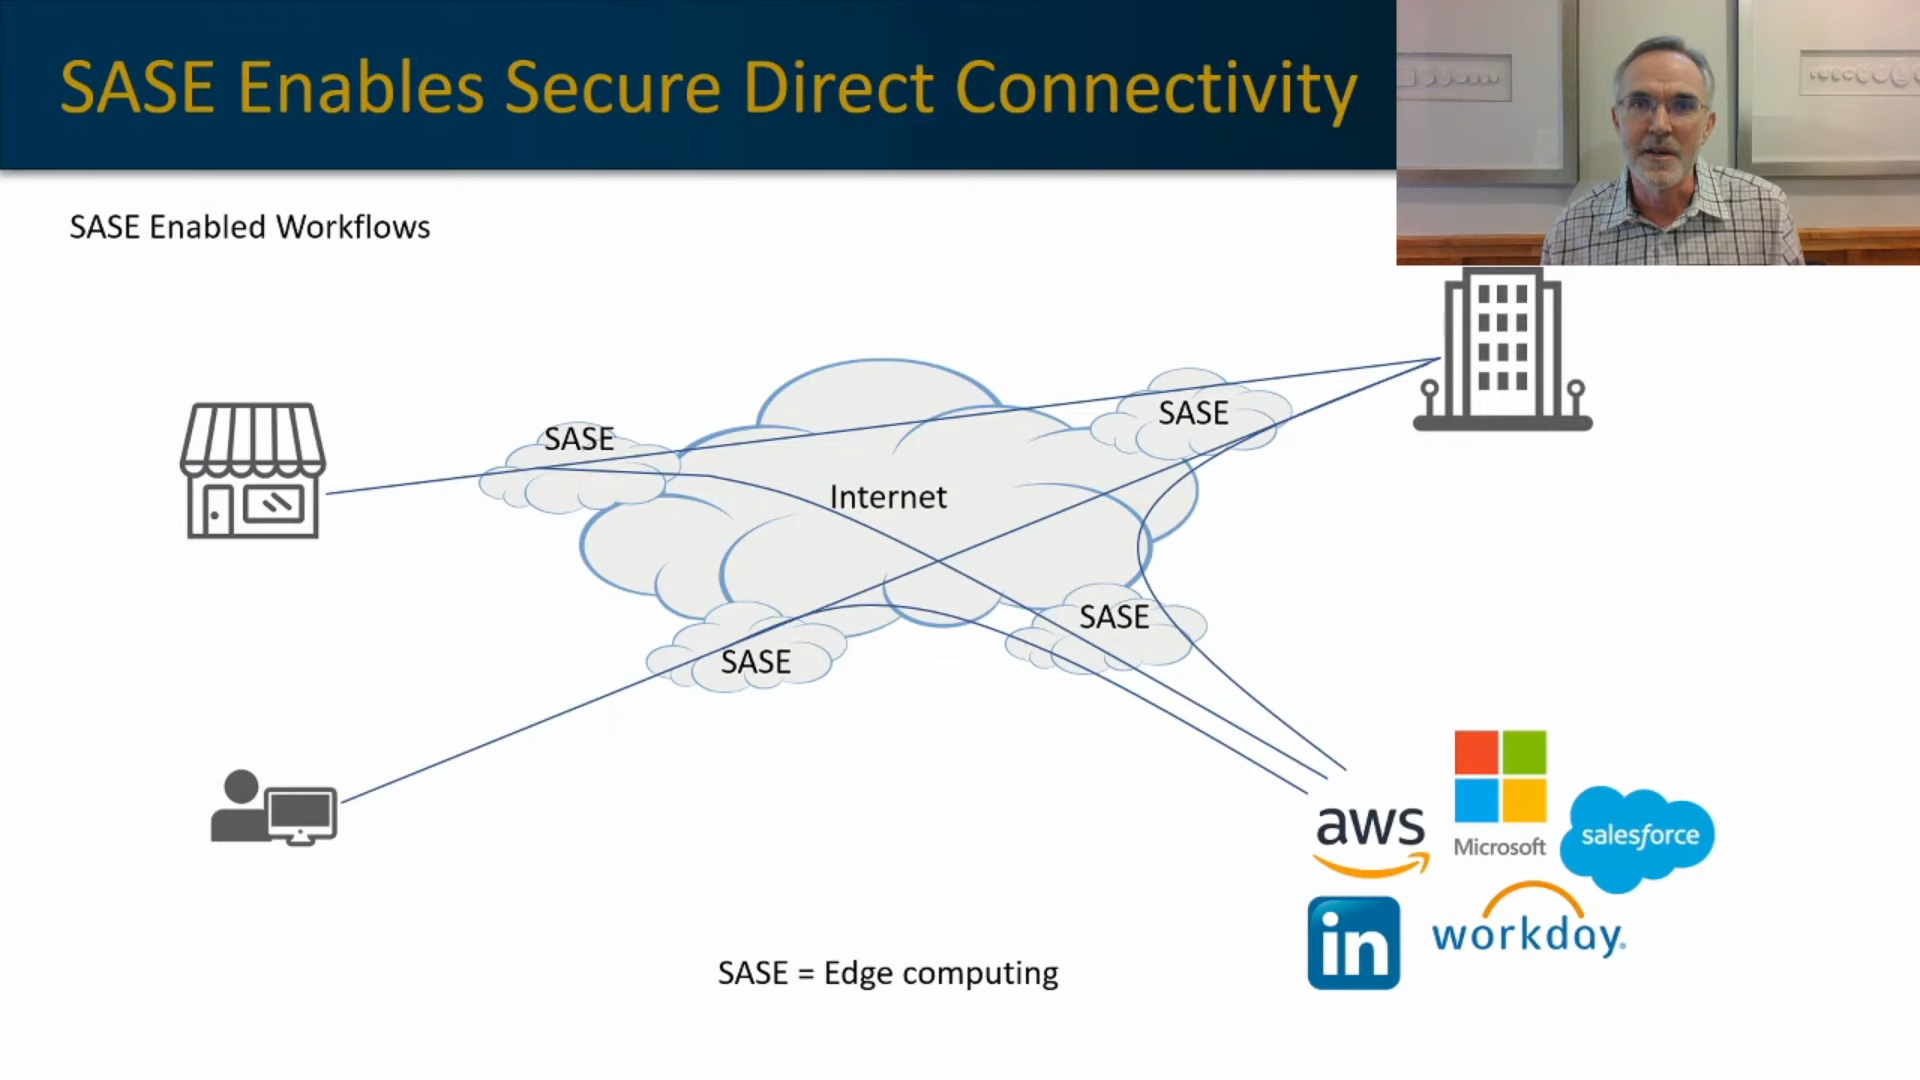 SASE Enables Secure Direct Connectivity
SASE Enabled Workflows
SASE
SASE
Internet
SASE
SASE
aws
Microsoft
salesforce
in
workday.
SASE = Edge computing